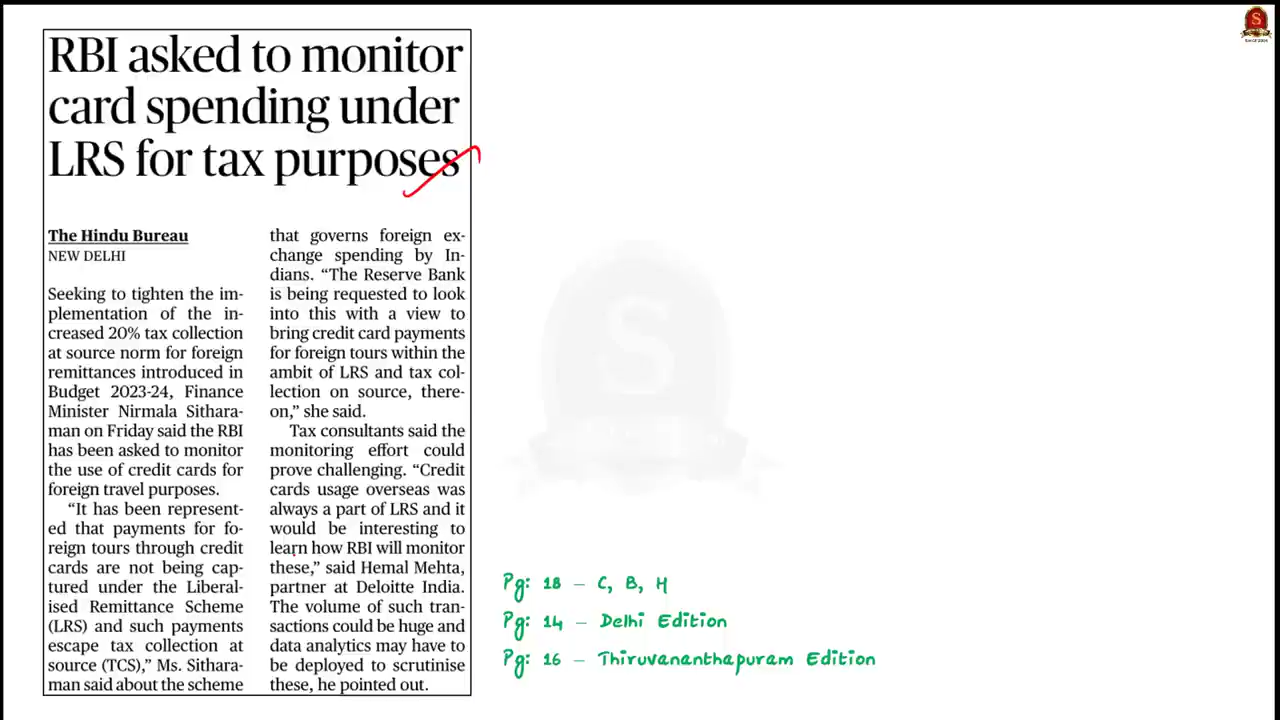 RBI asked to monitor
card spending under
LRS for tax purposes
The Hindu Bureau
NEW DELHI
Seeking to tighten the im-
plementation of the in-
creased 20% tax collection
at source norm for foreign
remittances introduced in
Budget 2023-24, Finance
Minister Nirmala Sithara-
man on Friday said the RBI
has been asked to monitor
the use of credit cards for
foreign travel purposes.
“It has been represent-
ed that payments for fo-
reign tours through credit
cards are not being cap-
tured under the Liberal-
ised Remittance Scheme
(LRS) and such payments
escape tax collection at
source (TCS),” Ms. Sithara-
man said about the scheme
that governs foreign ex-
change spending by In-
dians. “The Reserve Bank
is being requested to look
into this with a view to
bring credit card payments
for foreign tours within the
ambit of LRS and tax col-
lection on source, there-
on,” she said.
Tax consultants said the
monitoring effort could
prove challenging. “Credit
cards usage overseas was
always a part of LRS and it
would be interesting to
learn how RBI will monitor
these,” said Hemal Mehta,
partner at Deloitte India.
The volume of such tran-
sactions could be huge and
data analytics may have to
be deployed to scrutinise
these, he pointed out.
Pg: 18 – C, B, H
Pg: 14 – Delhi Edition
Pg: 16 – Thiruvananthapuram Edition
S
S